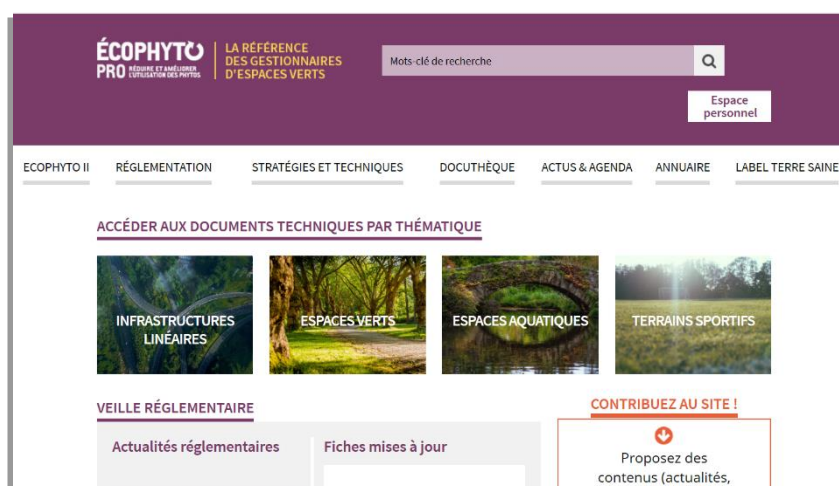 ÉCOPHYTO
PRO RÉDUIRE ET AMÉLIORER
L'UTILISATION DES PHYTOS
LA RÉFÉRENCE
DES GESTIONNAIRES
D'ESPACES VERTS
Mots-clé de recherche
Espace
personnel
ECOPHYTO II RÉGLEMENTATION STRATÉGIES ET TECHNIQUES DOCUTHÈQUE ACTUS & AGENDA ANNUAIRE LABEL TERRE SAINE
ACCÉDER AUX DOCUMENTS TECHNIQUES PAR THÉMATIQUE
INFRASTRUCTURES
LINÉAIRES
ESPACES VERTS
ESPACES AQUATIQUES
TERRAINS SPORTIFS
VEILLE RÉGLEMENTAIRE
Actualités réglementaires
Fiches mises à jour
CONTRIBUEZ AU SITE !
Proposez des
contenus (actualités,